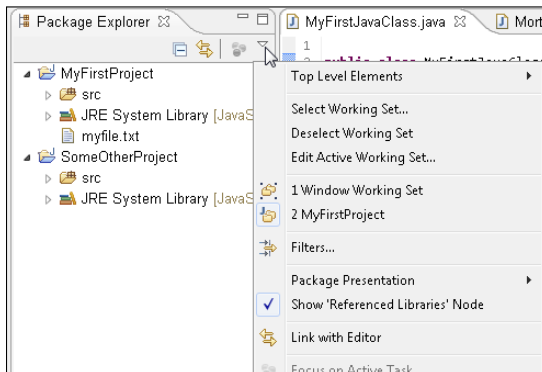 Package Explorer
MyFirstJavaClass.java
Mort
1
MyFirstProject
src
JRE System Library [JavaS
myfile.txt
SomeOtherProject
src
JRE System Library [JavaS
Top Level Elements
Select Working Set...
Deselect Working Set
Edit Active Working Set...
1 Window Working Set
2 MyFirstProject
Filters...
Package Presentation
Show 'Referenced Libraries' Node
Link with Editor
Focus on Active Task